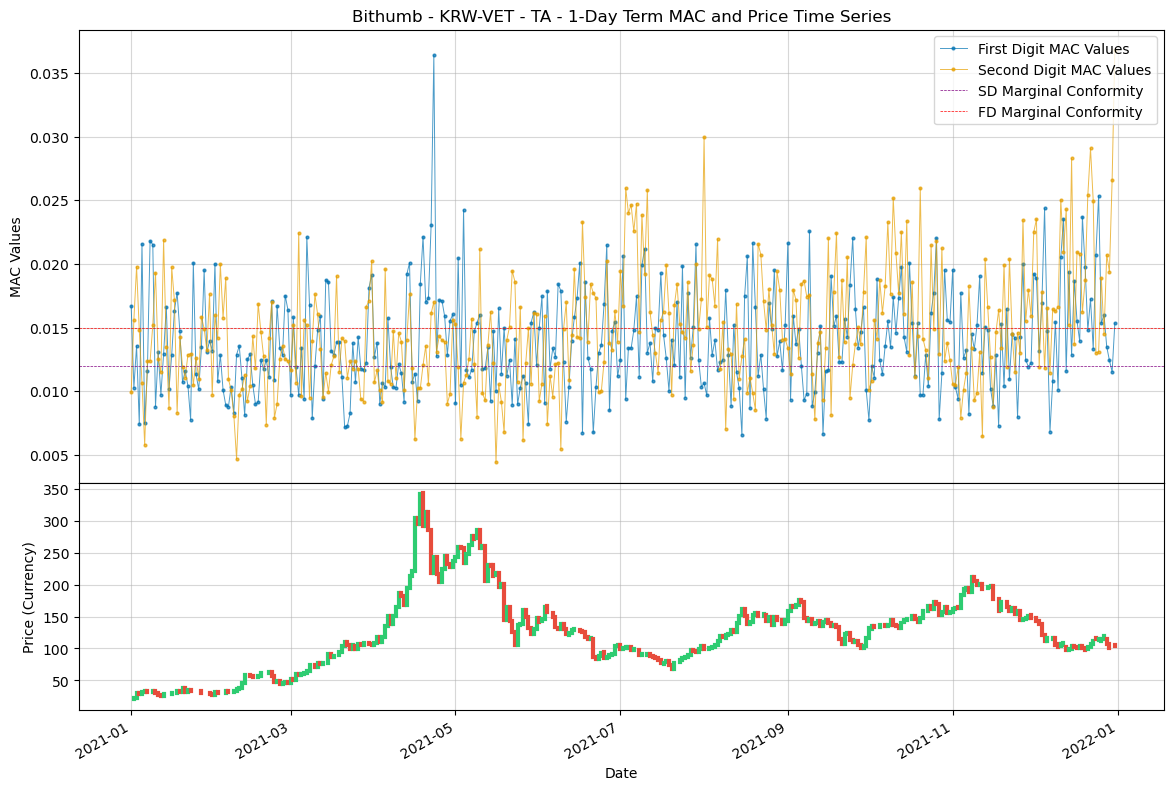 Bithumb - KRW-VET - TA - 1-Day Term MAC and Price Time Series
First Digit MAC Values
Second Digit MAC Values
SD Marginal Conformity
FD Marginal Conformity
MAC Values
0.035
0.030
0.025
0.020
0.015
0.010
0.005
Price (Currency)
350
300
250
200
150
100
50
2021-01
2021-03
2021-05
2021-07
2021-09
2021-11
2022-01
Date